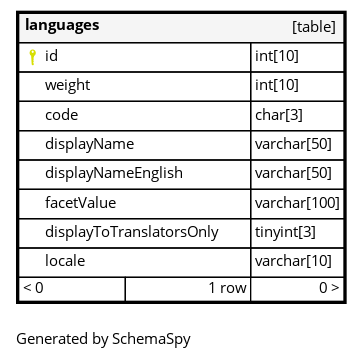 languages [table]
id int[10]
weight int[10]
code char[3]
displayName varchar[50]
displayNameEnglish varchar[50]
facetValue varchar[100]
displayToTranslatorsOnly tinyint[3]
locale varchar[10]
< 0 1 row 0 >
Generated by SchemaSpy